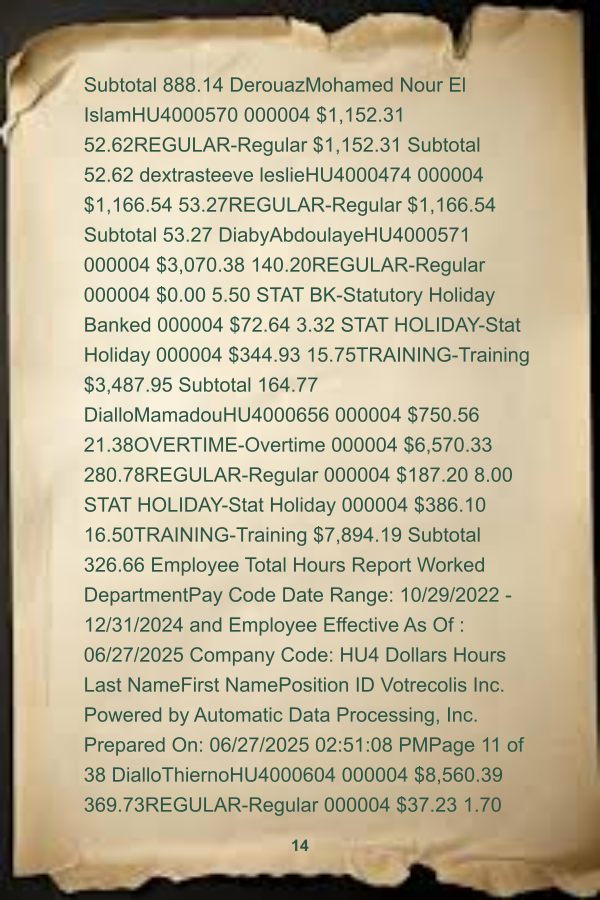 Subtotal 888.14 DerouazMohamed Nour El
IslamHU4000570 000004 $1,152.31
52.62REGULAR-Regular $1,152.31 Subtotal
52.62 dextrasteeve leslieHU4000474 000004
$1,166.54 53.27REGULAR-Regular $1,166.54
Subtotal 53.27 DiabyAbdoulayeHU4000571
000004 $3,070.38 140.20REGULAR-Regular
000004 $0.00 5.50 STAT BK-Statutory Holiday
Banked 000004 $72.64 3.32 STAT HOLIDAY-Stat
Holiday 000004 $344.93 15.75TRAINING-Training
$3,487.95 Subtotal 164.77
DialloMamadouHU4000656 000004 $750.56
21.38OVERTIME-Overtime 000004 $6,570.33
280.78REGULAR-Regular 000004 $187.20 8.00
STAT HOLIDAY-Stat Holiday 000004 $386.10
16.50TRAINING-Training $7,894.19 Subtotal
326.66 Employee Total Hours Report Worked
DepartmentPay Code Date Range: 10/29/2022 -
12/31/2024 and Employee Effective As Of :
06/27/2025 Company Code: HU4 Dollars Hours
Last NameFirst NamePosition ID Votrecolis Inc.
Powered by Automatic Data Processing, Inc.
Prepared On: 06/27/2025 02:51:08 PMPage 11 of
38 DialloThiernoHU4000604 000004 $8,560.39
369.73REGULAR-Regular 000004 $37.23 1.70
14